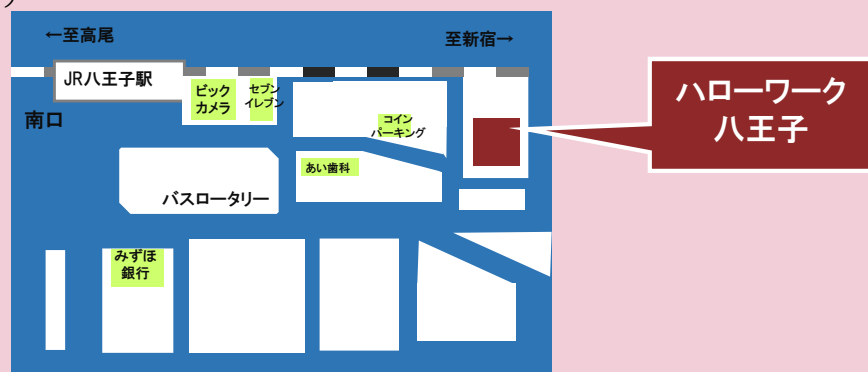 ←至高尾
至新宿→
JR八王子駅
ビック
カメラ
セブン
イレブン
南口
コイン
パーキング
あい歯科
バスロータリー
みずほ
銀行
ハローワーク
八王子